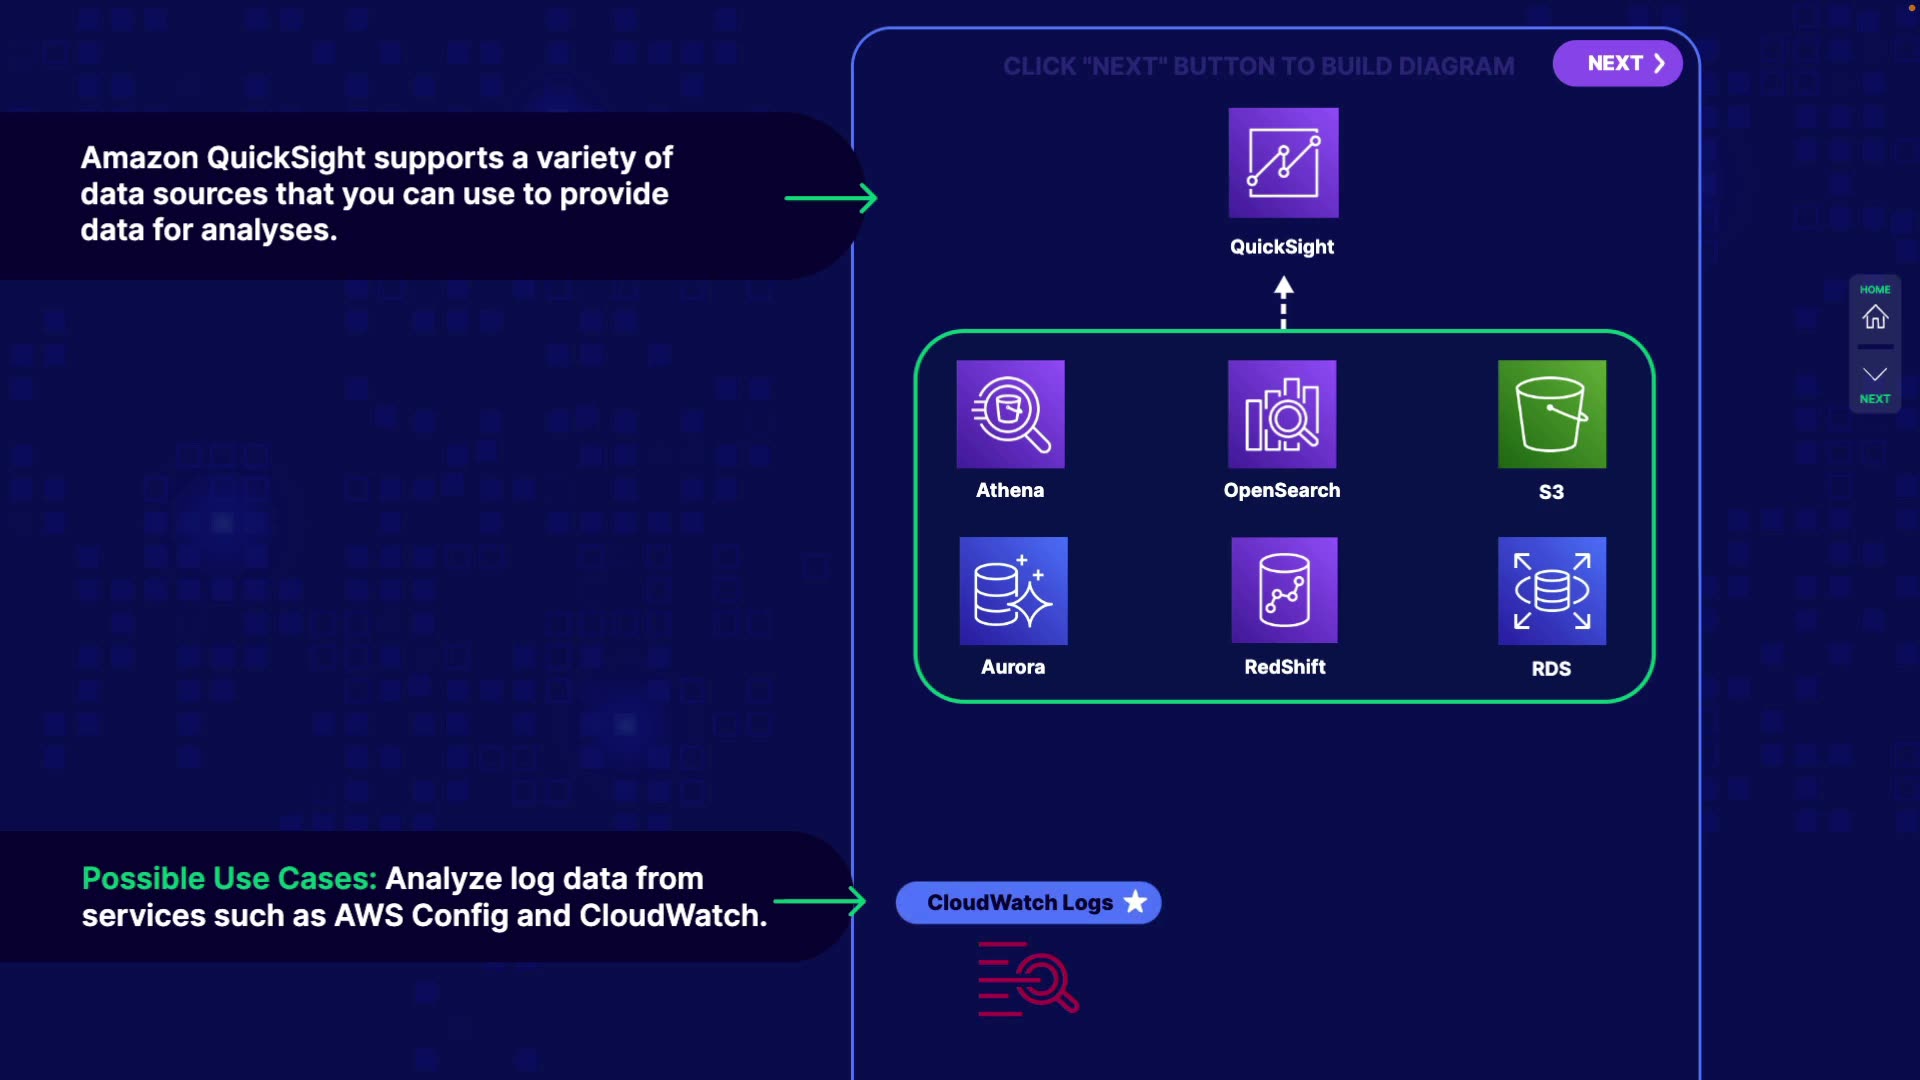 CLICK "NEXT" BUTTON TO BUILD DIAGRAM
NEXT
Amazon QuickSight supports a variety of
data sources that you can use to provide
data for analyses.
QuickSight
HOME
NEXT
Athena
OpenSearch
S3
Aurora
RedShift
RDS
Possible Use Cases: Analyze log data from
services such as AWS Config and CloudWatch.
CloudWatch Logs